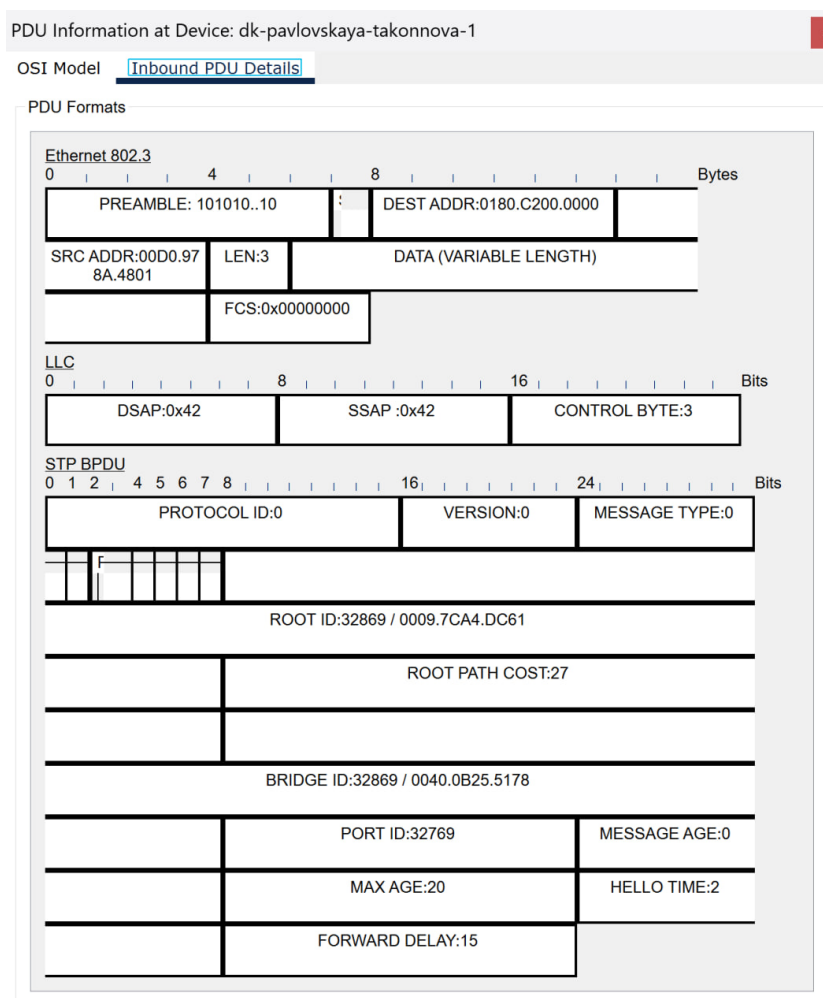 PDU Information at Device: dk-pavlovskaya-takonnova-1
OSI Model Inbound PDU Details
PDU Formats
Ethernet 802.3
0 4 8 Bytes
PREAMBLE: 101010..10 DEST ADDR:0180.C200.0000
SRC ADDR:00D0.97 LEN:3 DATA (VARIABLE LENGTH)
8A.4801
FCS:0x00000000
LLC
0 8 16 Bits
DSAP:0x42 SSAP :0x42 CONTROL BYTE:3
STP BPDU
0 1 2 4 5 6 7 8 16 24 Bits
PROTOCOL ID:0 VERSION:0 MESSAGE TYPE:0
ROOT ID:32869 / 0009.7CA4.DC61
ROOT PATH COST:27
BRIDGE ID:32869 / 0040.0B25.5178
PORT ID:32769 MESSAGE AGE:0
MAX AGE:20 HELLO TIME:2
FORWARD DELAY:15